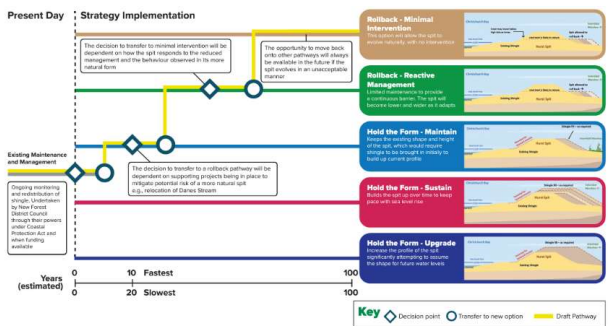 Present Day
Strategy Implementation
The decision to transfer to minimal intervention will be
dependent on how the spit responds to the reduced
management and the behaviour observed in its more
natural form
The opportunity to move back
onto other pathways will always
be available in the future if the
spit evolves in an unacceptable
manner
Rollback - Minimal
Intervention
This option will allow the spit to
evolve naturally, with no intervention
Rollback - Reactive
Management
Limited maintenance to provide
a continuous barrier. The spit will
become lower and wider as it adapts
Hold the Form - Maintain
Keeps the existing shape and height
of the spit, which would require
shingle to be brought in initially to
build up current profile
Existing Maintenance
and Management
The decision to transfer to a rollback pathway will be
dependent on supporting projects being in place to
mitigate potential risk of a more natural spit
e.g., relocation of Danes Stream
Ongoing monitoring
and redistribution of
shingle, Undertaken
by New Forest
District Council
through their powers
under Coastal
Protection Act and
when funding
available
Hold the Form - Sustain
Builds the spit up over time to keep
pace with sea level rise
Hold the Form - Upgrade
Increase the profile of the spit
significantly attempting to assume
the shape for future water levels
Years
(estimated)
0 10 Fastest 100
0 20 Slowest 100
Key
Decision point
Transfer to new option
Draft Pathway